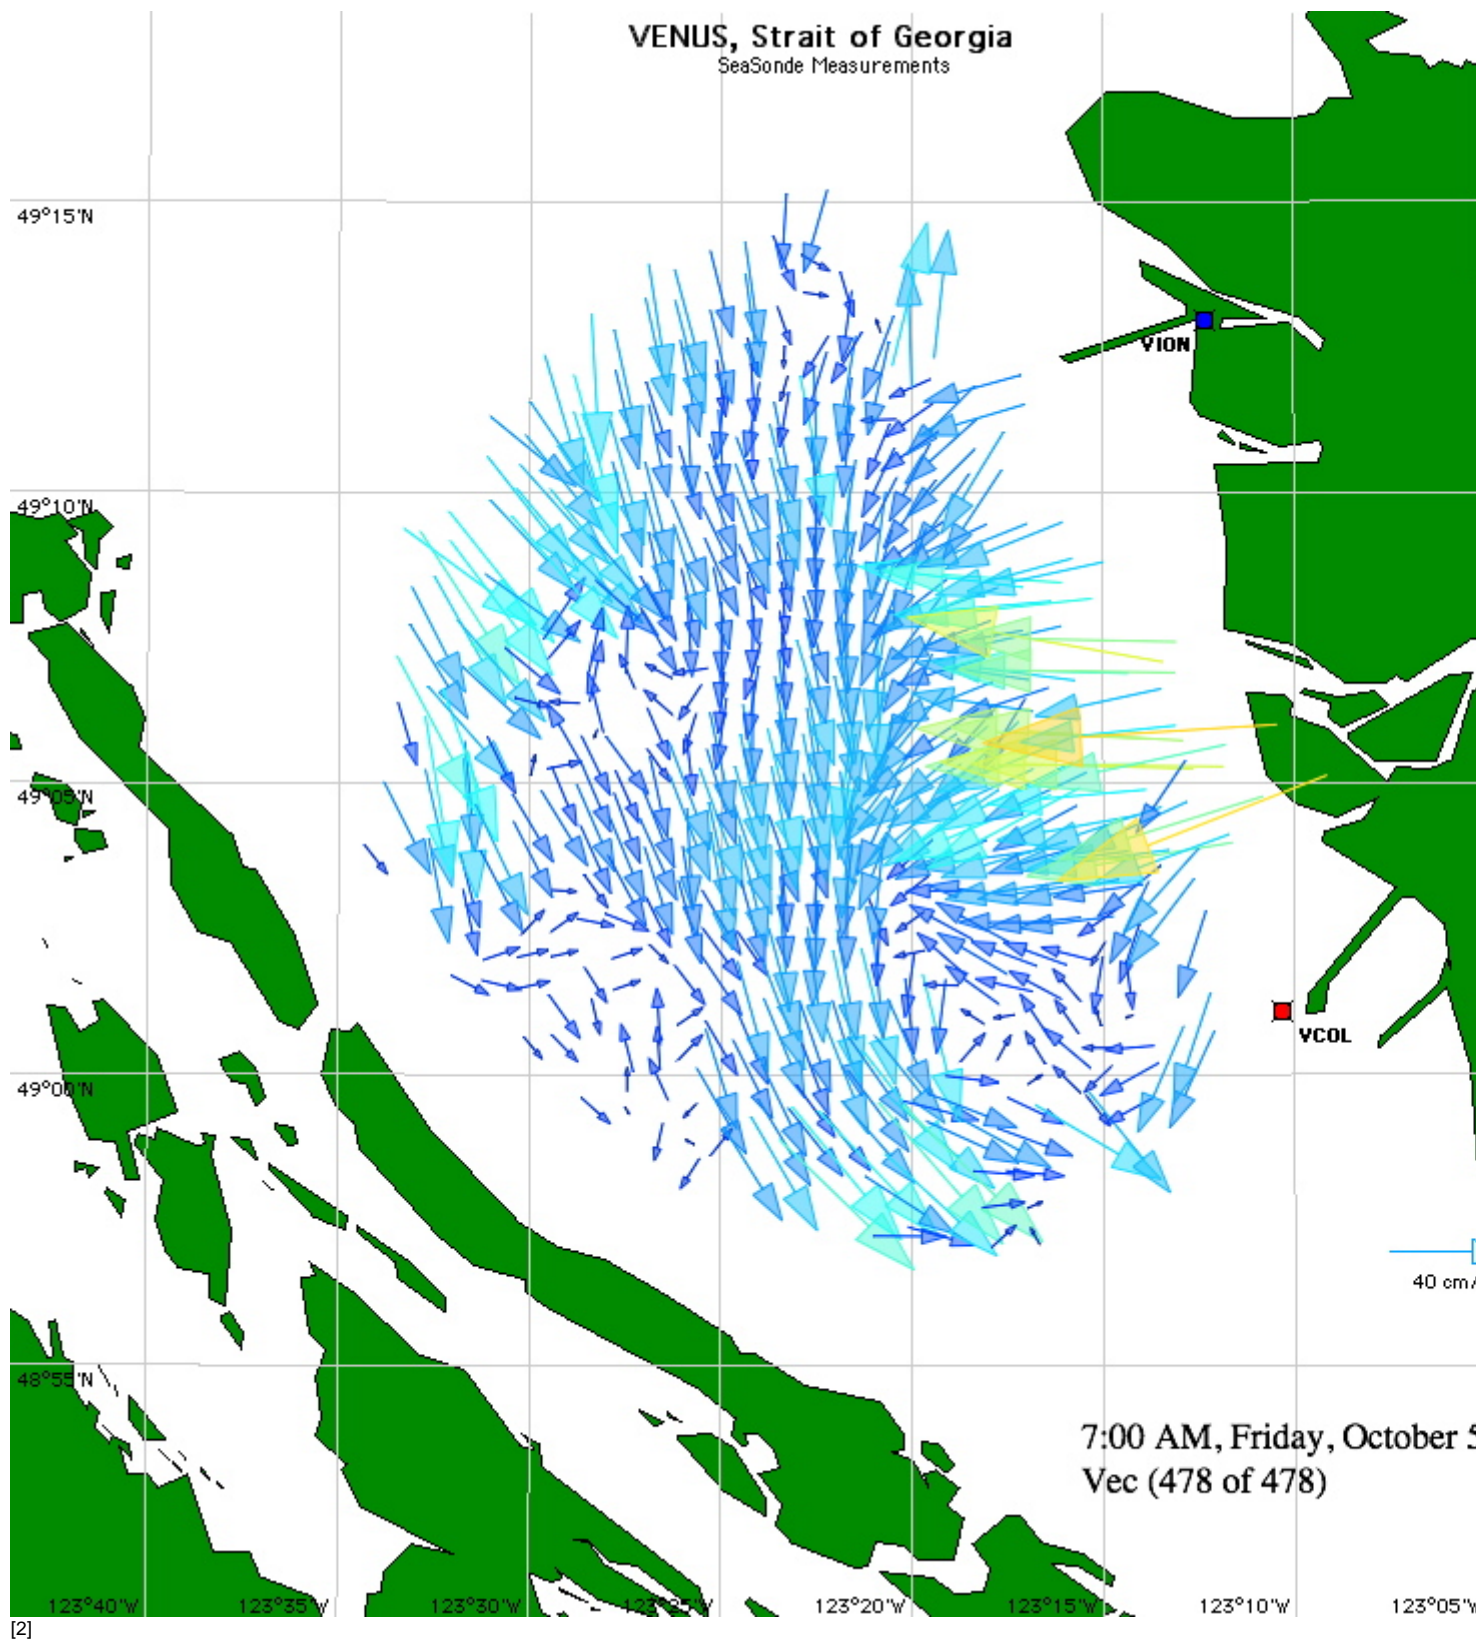 VENUS, Strait of Georgia
SeaSonde Measurements
49°15'N
VION
49°10'N
49°05'N
VCOL
49°00'N
40 cm/
48°55'N
7:00 AM, Friday, October 5
Vec (478 of 478)
123°40'W 123°35'W 123°30'W 123°25'W 123°20'W 123°15'W 123°10'W 123°05'W
[2]